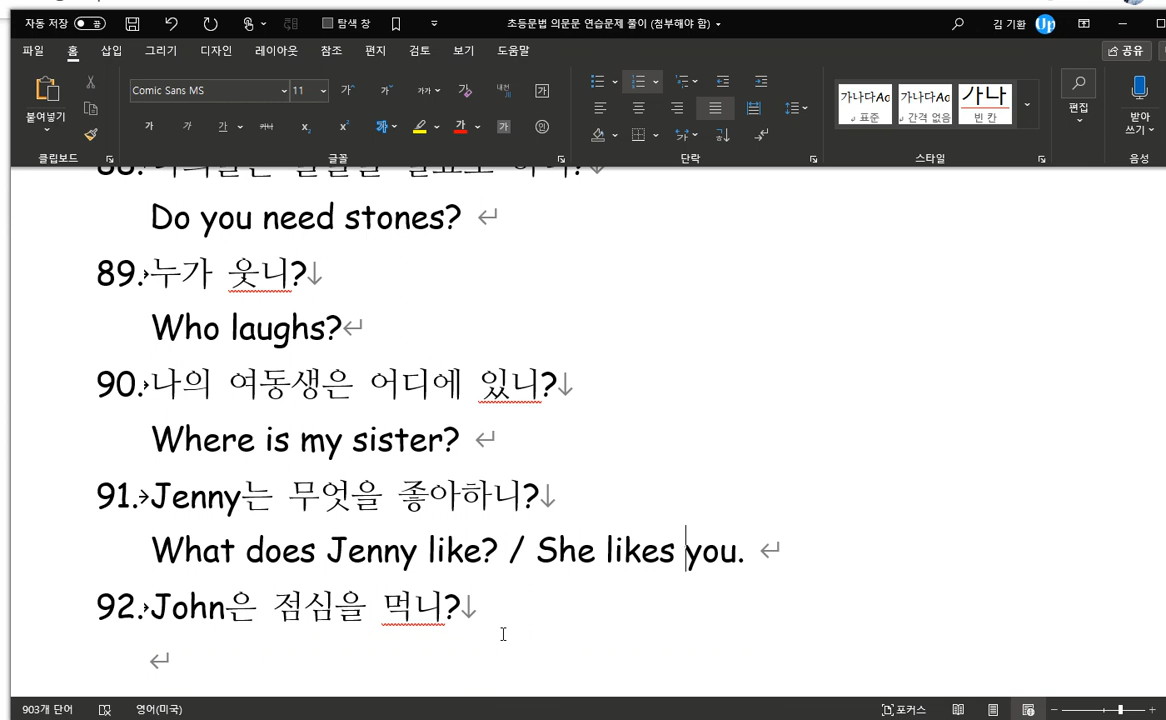 자동 저장 끔 탐색 창 초등문법 의문문 연습문제 풀이 (첨부해야 함) 김 기환 Up
파일 홈 삽입 그리기 디자인 레이아웃 참조 편지 검토 보기 도움말 공유
붙여넣기 Comic Sans MS 11 가나다AaC 가나다AaC 가나 편집 받아쓰기
표준 간격 없음 빈 칸
클립보드 글꼴 단락 스타일 음성
Do you need stones?
89. 누가 웃니?
Who laughs?
90. 나의 여동생은 어디에 있니?
Where is my sister?
91. Jenny는 무엇을 좋아하니?
What does Jenny like? / She likes you.
92. John은 점심을 먹니?
903개 단어 영어(미국) 포커스